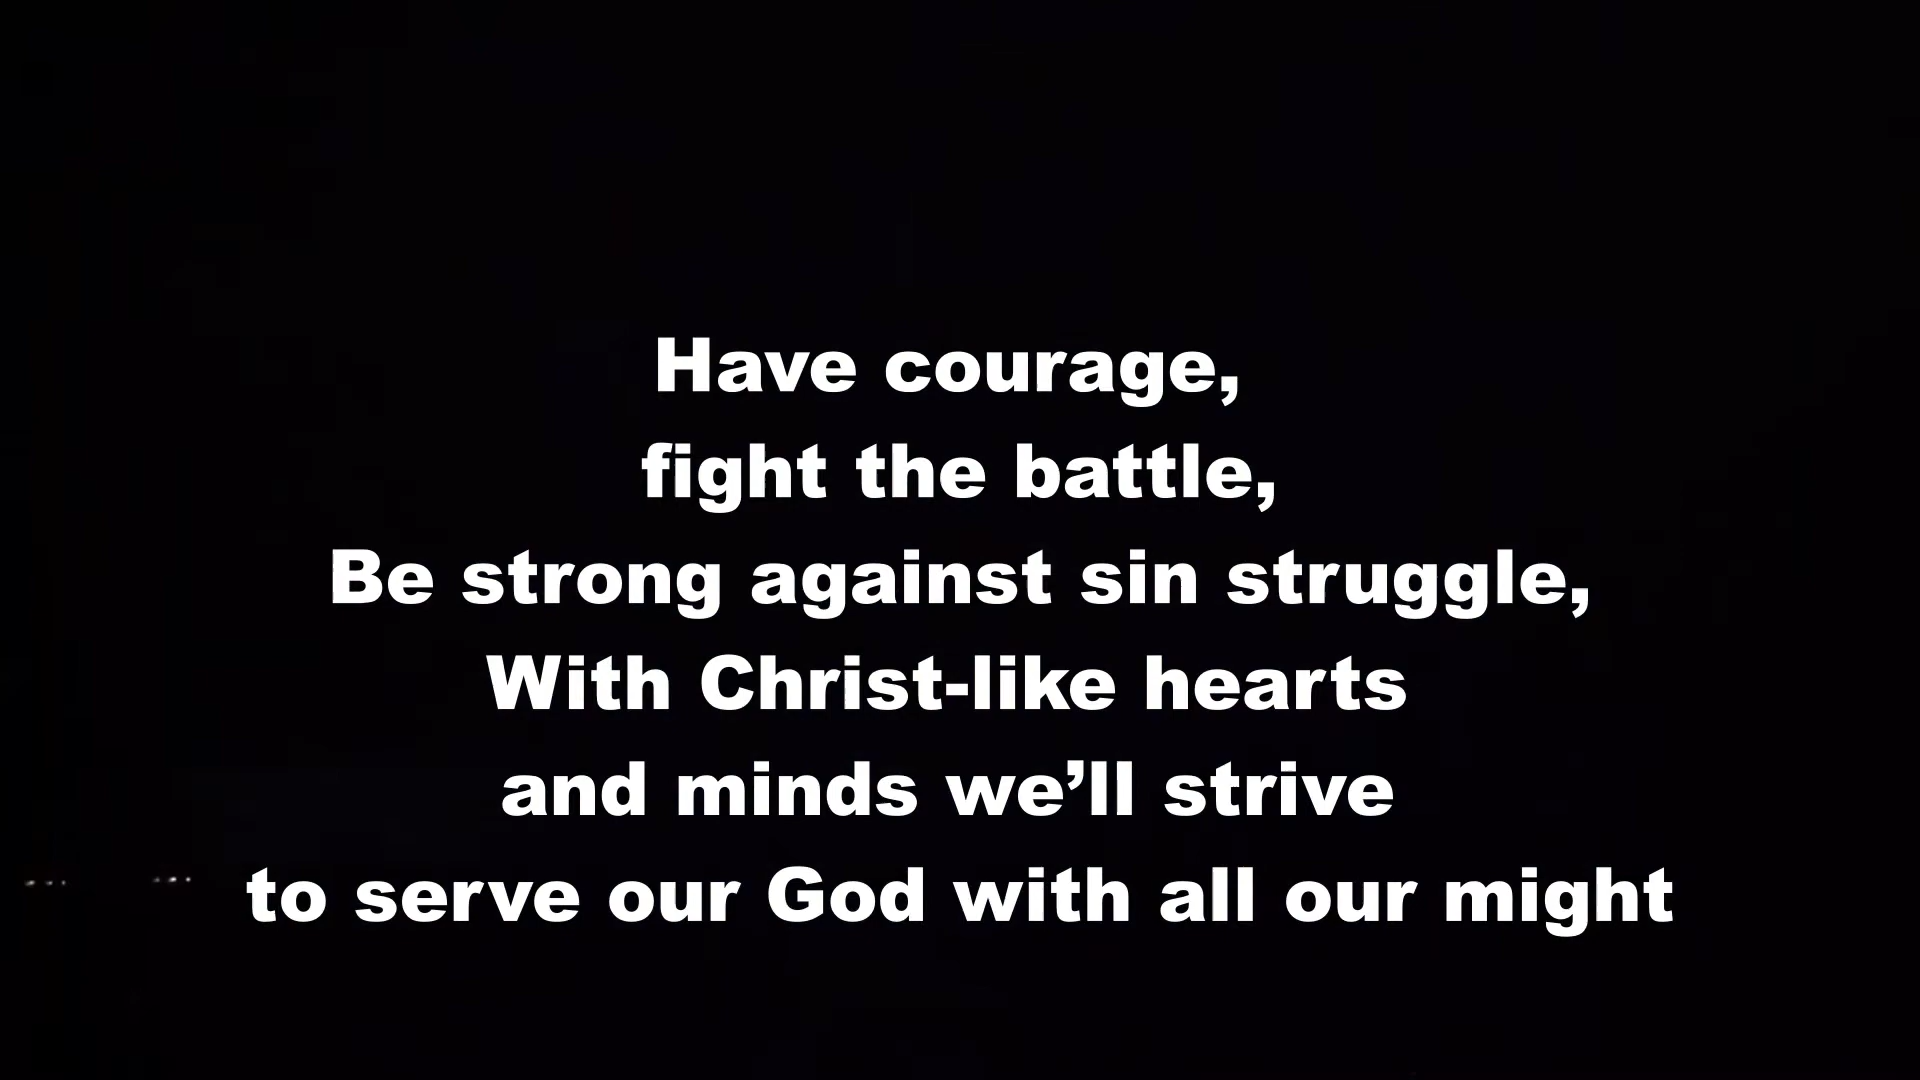 Have courage,
fight the battle,
Be strong against sin struggle,
With Christ-like hearts
and minds we’ll strive
to serve our God with all our might